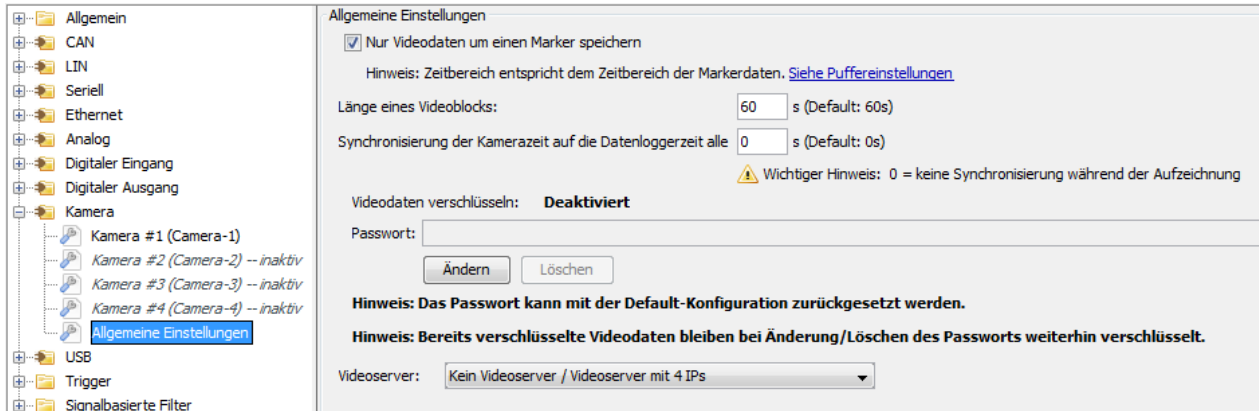 Allgemein
CAN
LIN
Seriell
Ethernet
Analog
Digitaler Eingang
Digitaler Ausgang
Kamera
Kamera #1 (Camera-1)
Kamera #2 (Camera-2) -- inaktiv
Kamera #3 (Camera-3) -- inaktiv
Kamera #4 (Camera-4) -- inaktiv
Allgemeine Einstellungen
USB
Trigger
Signalbasierte Filter
Allgemeine Einstellungen
Nur Videodaten um einen Marker speichern
Hinweis: Zeitbereich entspricht dem Zeitbereich der Markerdaten. Siehe Puffereinstellungen
Länge eines Videoblocks: 60 s (Default: 60s)
Synchronisierung der Kamerazeit auf die Datenloggerzeit alle 0 s (Default: 0s)
Wichtiger Hinweis: 0 = keine Synchronisierung während der Aufzeichnung
Videodaten verschlüsseln: Deaktiviert
Passwort:
Ändern Löschen
Hinweis: Das Passwort kann mit der Default-Konfiguration zurückgesetzt werden.
Hinweis: Bereits verschlüsselte Videodaten bleiben bei Änderung/Löschen des Passworts weiterhin verschlüsselt.
Videoserver: Kein Videoserver / Videoserver mit 4 IPs